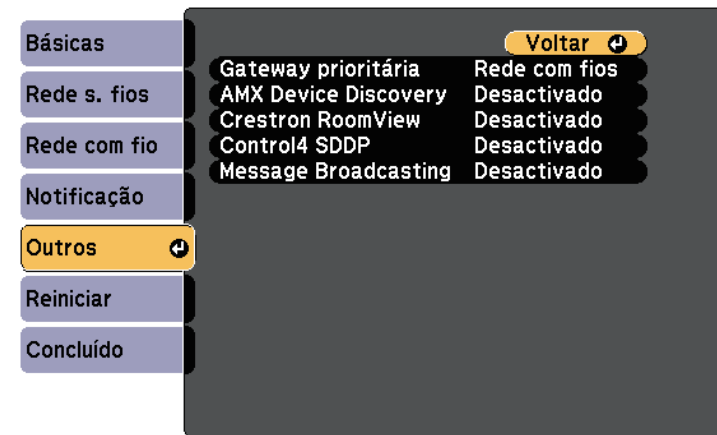 Básicas
Rede s. fios
Rede com fio
Notificação
Outros
Reiniciar
Concluído
Voltar
Gateway prioritária Rede com fios
AMX Device Discovery Desactivado
Crestron RoomView Desactivado
Control4 SDDP Desactivado
Message Broadcasting Desactivado